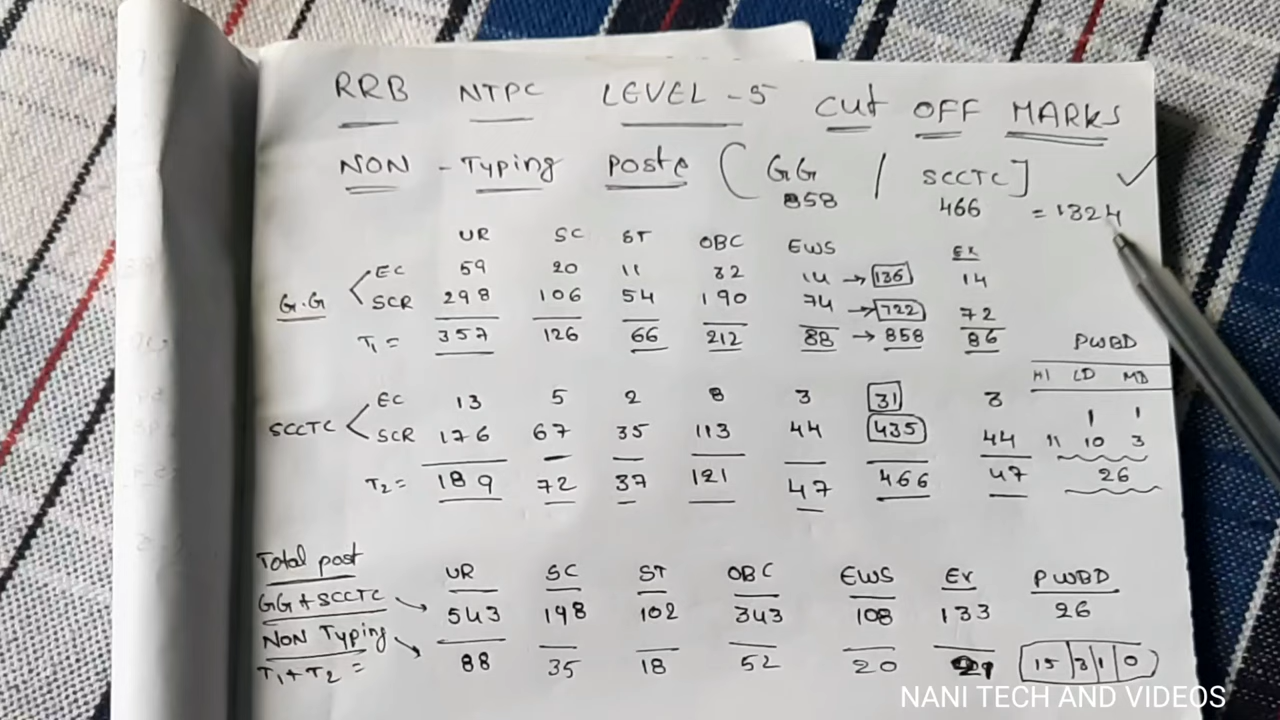 RRB NTPC LEVEL-5 CUT OFF MARKS
NON-Typing Posts (GG / SCCTC]
858 466 = 1324
UR SC ST OBC EWS Ex
EC 59 20 11 32 14 → 136 14
G.G SCR 298 106 54 190 74 → 722 72
T1 = 357 126 66 212 88 → 858 86
PWBD
HI LD MD
EC 13 5 2 8 3 31 3 1 1
SCCTC SCR 176 67 35 113 44 435 44 11 10 3
T2 = 189 72 37 121 47 466 47 26
Total post
UR SC ST OBC EWS Ex PWBD
GG+SCCTC → 543 198 102 343 108 133 26
NON Typing
T1+T2 = 88 35 18 52 20 29 15 3 1 0
NANI TECH AND VIDEOS